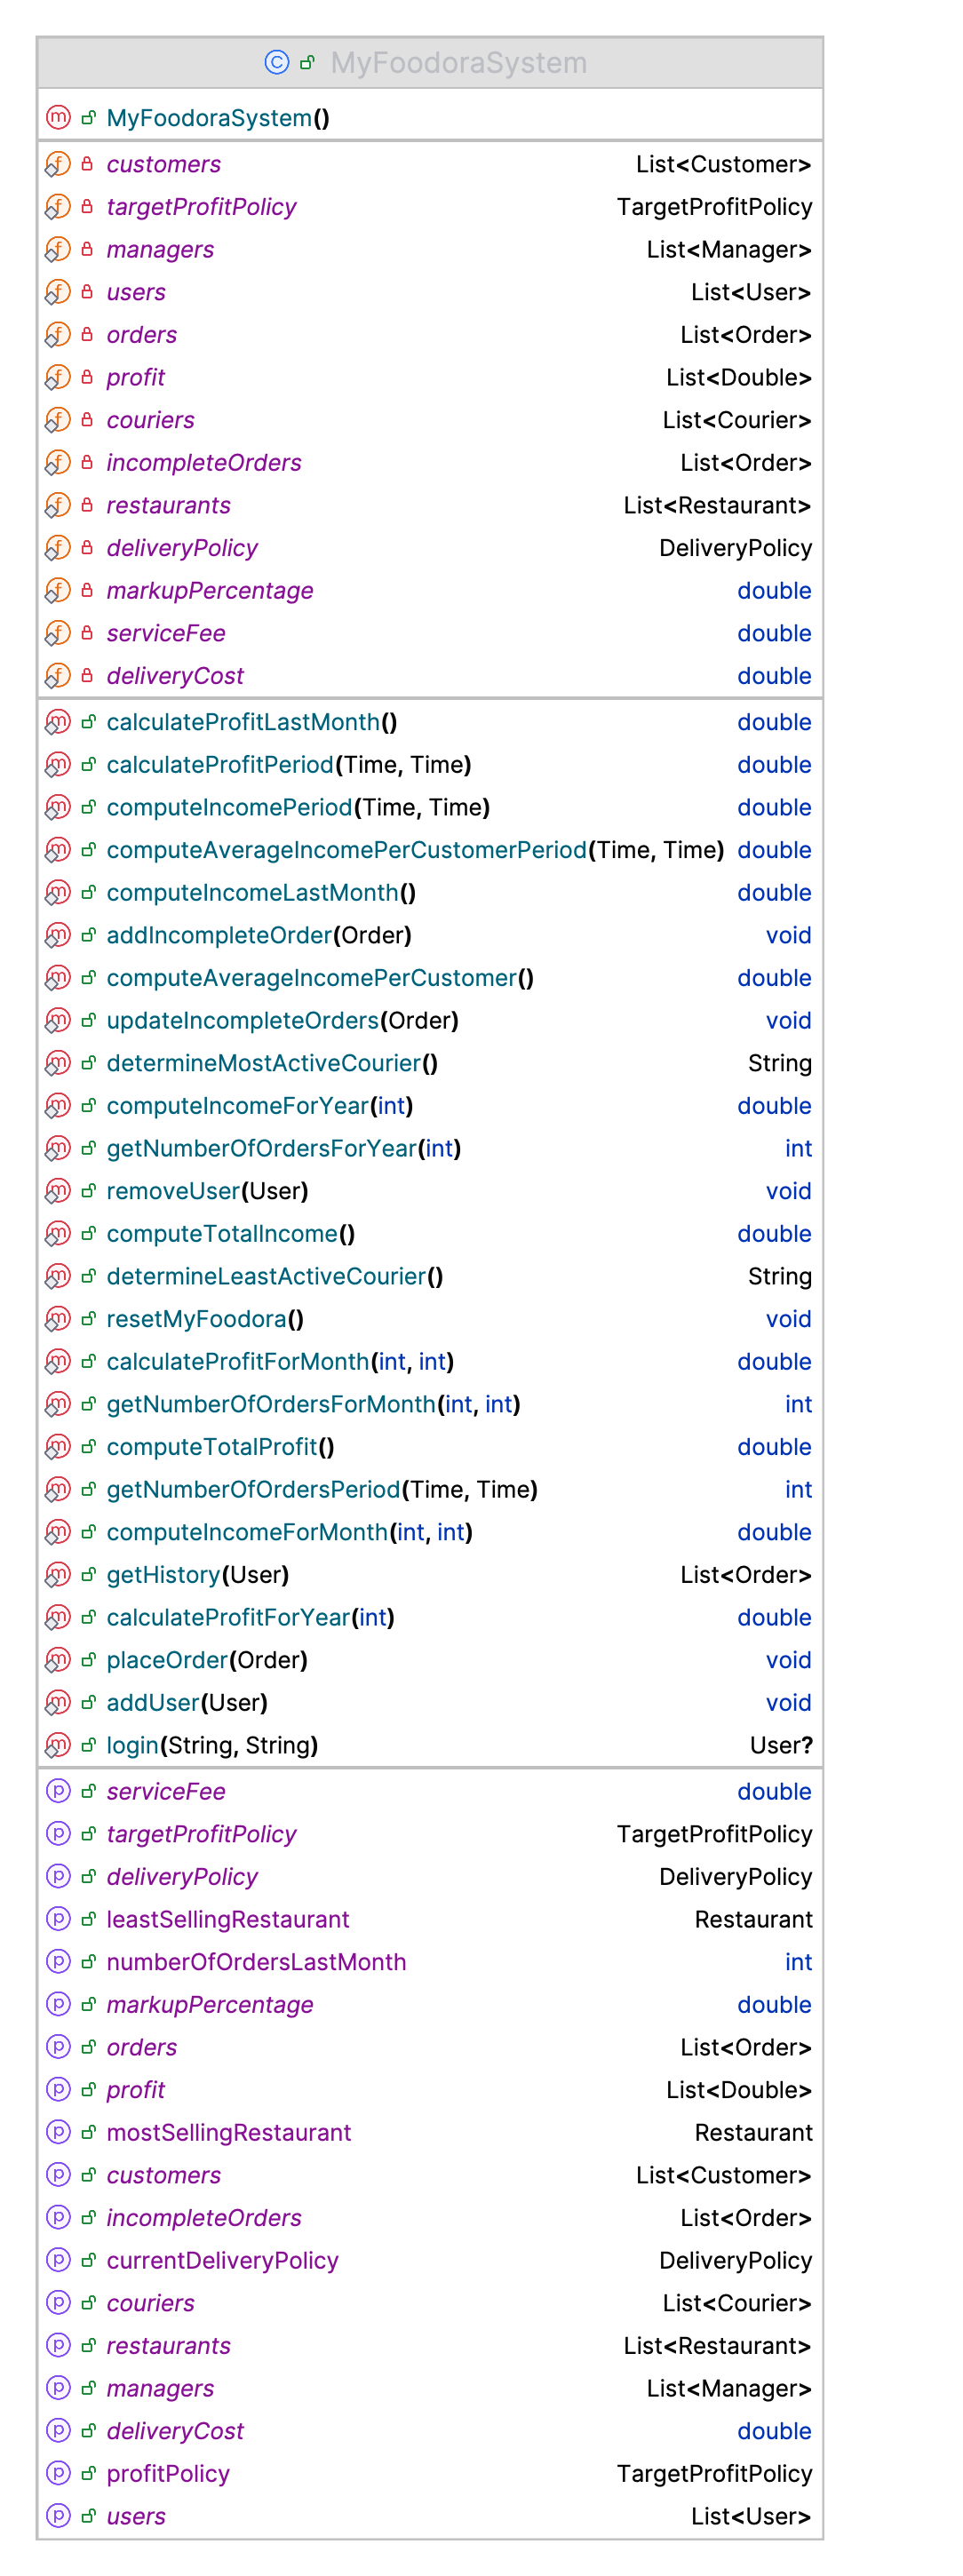 MyFoodoraSystem
MyFoodoraSystem()
customers List<Customer>
targetProfitPolicy TargetProfitPolicy
managers List<Manager>
users List<User>
orders List<Order>
profit List<Double>
couriers List<Courier>
incompleteOrders List<Order>
restaurants List<Restaurant>
deliveryPolicy DeliveryPolicy
markupPercentage double
serviceFee double
deliveryCost double
calculateProfitLastMonth() double
calculateProfitPeriod(Time, Time) double
computeIncomePeriod(Time, Time) double
computeAverageIncomePerCustomerPeriod(Time, Time) double
computeIncomeLastMonth() double
addIncompleteOrder(Order) void
computeAverageIncomePerCustomer() double
updateIncompleteOrders(Order) void
determineMostActiveCourier() String
computeIncomeForYear(int) double
getNumberOfOrdersForYear(int) int
removeUser(User) void
computeTotalIncome() double
determineLeastActiveCourier() String
resetMyFoodora() void
calculateProfitForMonth(int, int) double
getNumberOfOrdersForMonth(int, int) int
computeTotalProfit() double
getNumberOfOrdersPeriod(Time, Time) int
computeIncomeForMonth(int, int) double
getHistory(User) List<Order>
calculateProfitForYear(int) double
placeOrder(Order) void
addUser(User) void
login(String, String) User?
serviceFee double
targetProfitPolicy TargetProfitPolicy
deliveryPolicy DeliveryPolicy
leastSellingRestaurant Restaurant
numberOfOrdersLastMonth int
markupPercentage double
orders List<Order>
profit List<Double>
mostSellingRestaurant Restaurant
customers List<Customer>
incompleteOrders List<Order>
currentDeliveryPolicy DeliveryPolicy
couriers List<Courier>
restaurants List<Restaurant>
managers List<Manager>
deliveryCost double
profitPolicy TargetProfitPolicy
users List<User>